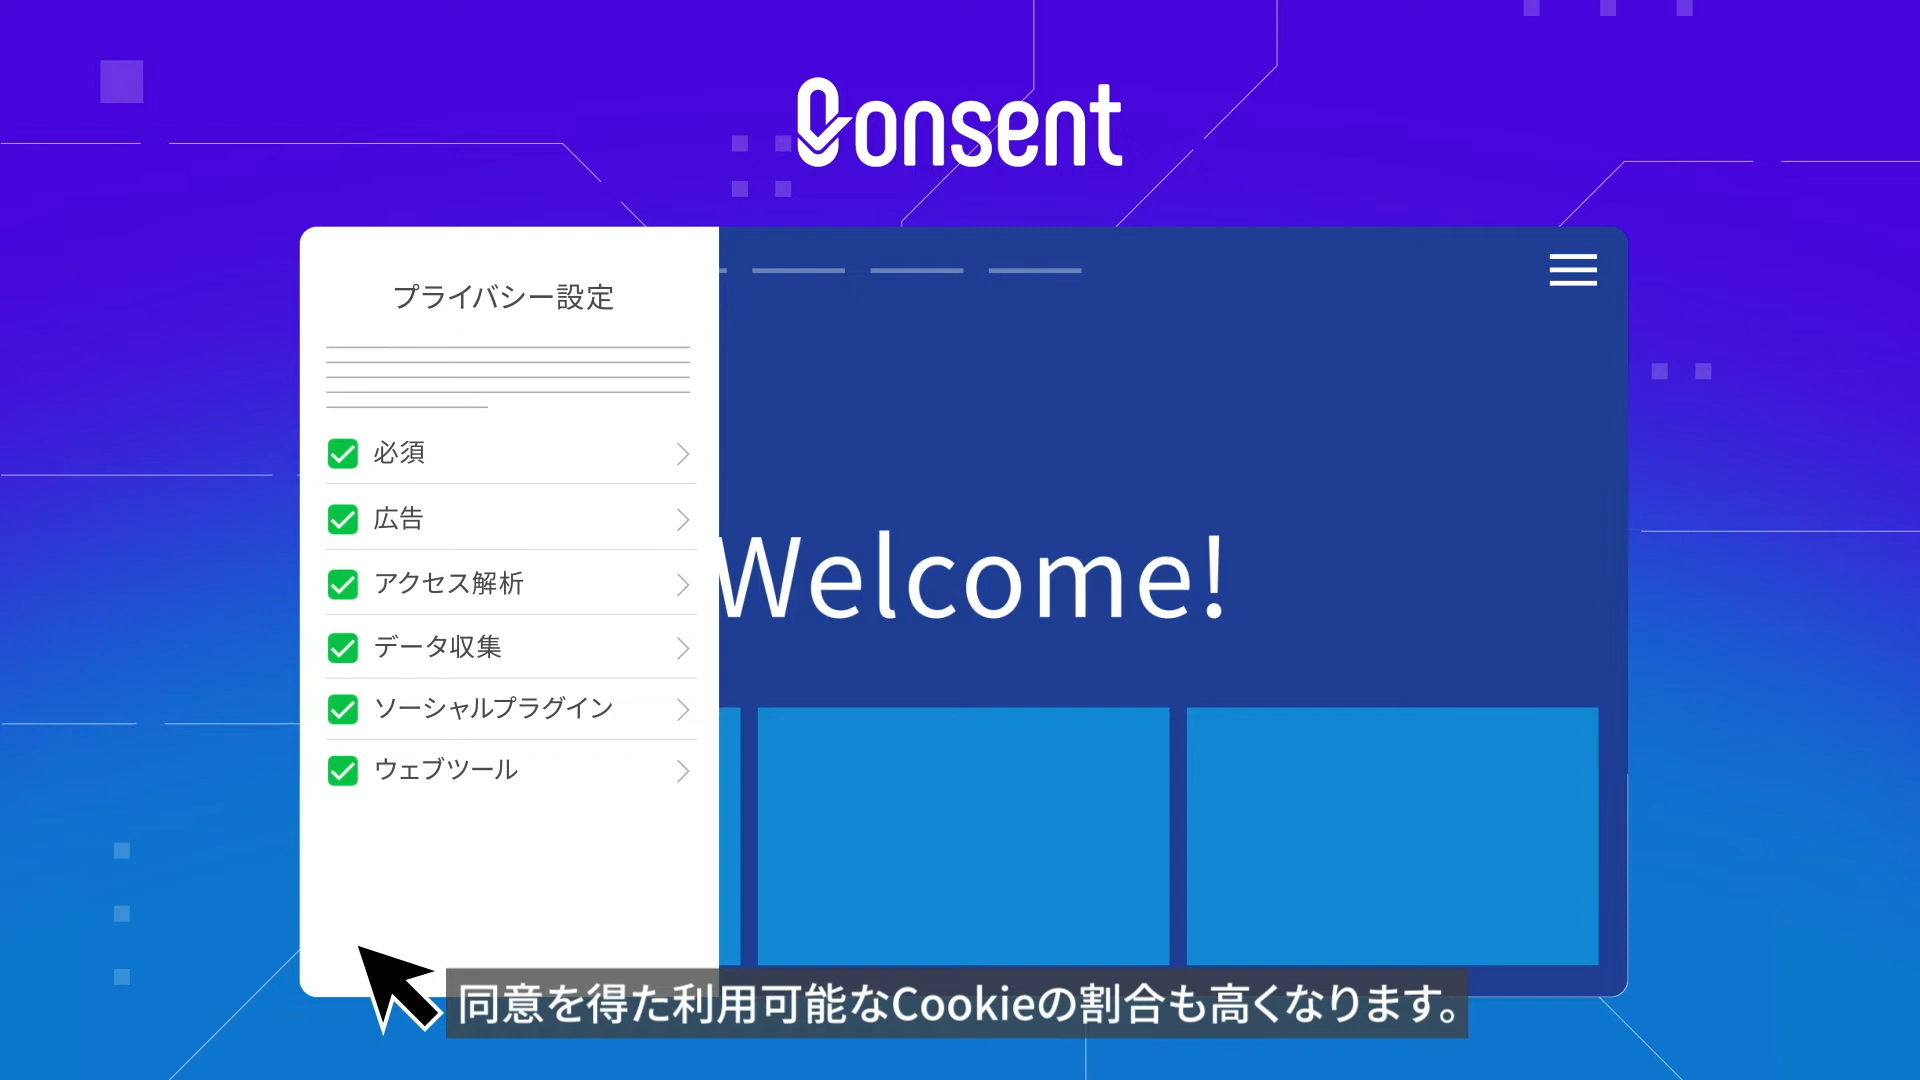 Consent
プライバシー設定
必須
広告
アクセス解析
データ収集
ソーシャルプラグイン
ウェブツール
Welcome!
同意を得た利用可能なCookieの割合も高くなります。